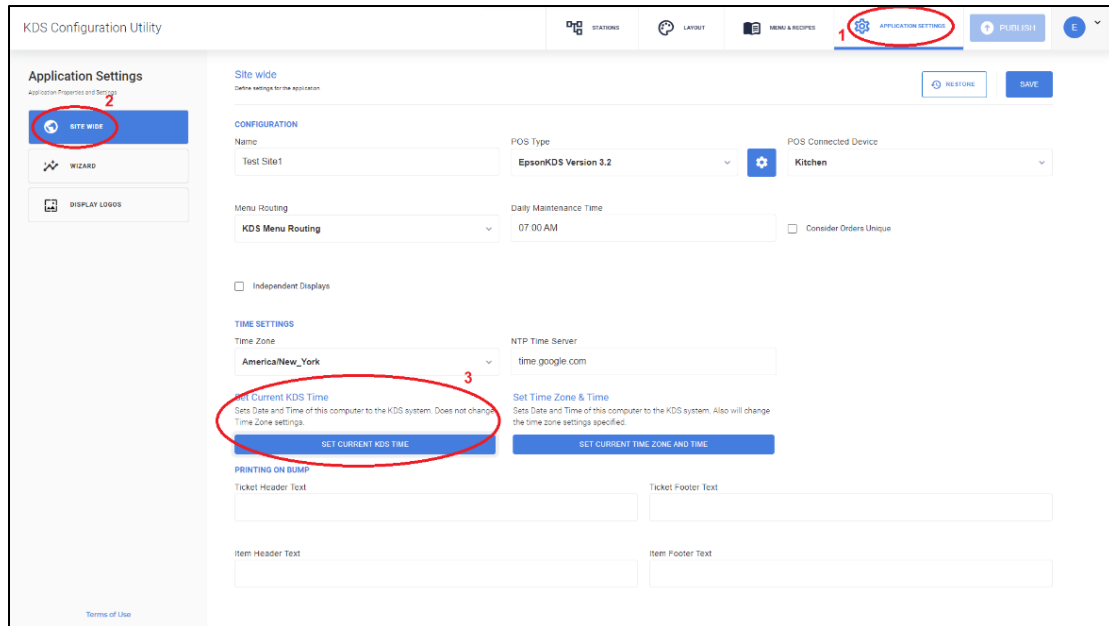 KDS Configuration Utility
STATIONS
LAYOUT
MENU & RECIPES
1
APPLICATION SETTINGS
PUBLISH
E
Application Settings
Application Properties and Settings
2
SITE WIDE
WIZARD
DISPLAY LOGOS
Site wide
Define settings for the application
RESTORE
SAVE
CONFIGURATION
Name
POS Type
POS Connected Device
Test Site1
EpsonKDS Version 3.2
Kitchen
Menu Routing
Daily Maintenance Time
KDS Menu Routing
07:00 AM
Consider Orders Unique
Independent Displays
TIME SETTINGS
Time Zone
NTP Time Server
America/New_York
time.google.com
3
Set Current KDS Time
Sets Date and Time of this computer to the KDS system. Does not change
Time Zone settings.
SET CURRENT KDS TIME
Set Time Zone & Time
Sets Date and Time of this computer to the KDS system. Also will change
the time zone settings specified.
SET CURRENT TIME ZONE AND TIME
PRINTING ON BUMP
Ticket Header Text
Ticket Footer Text
Item Header Text
Item Footer Text
Terms of Use